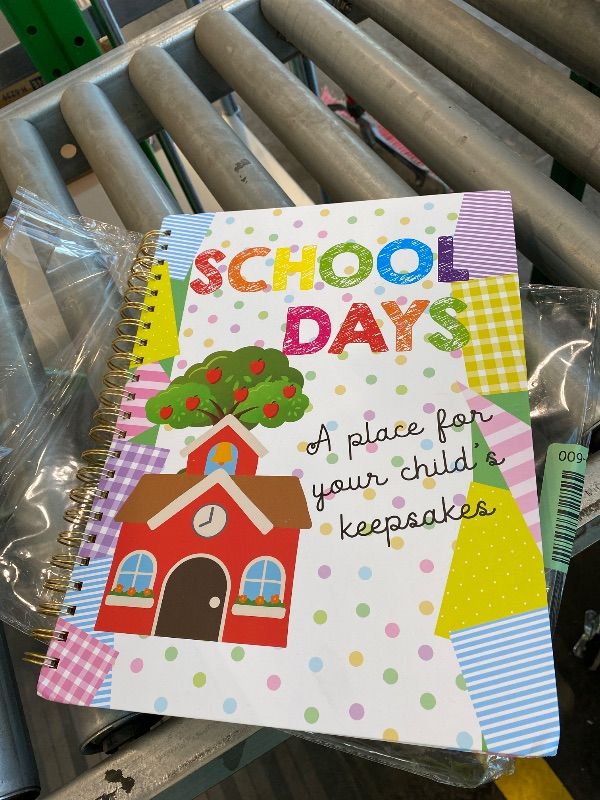 SCHOOL
DAYS
A place for
your child's
keepsakes